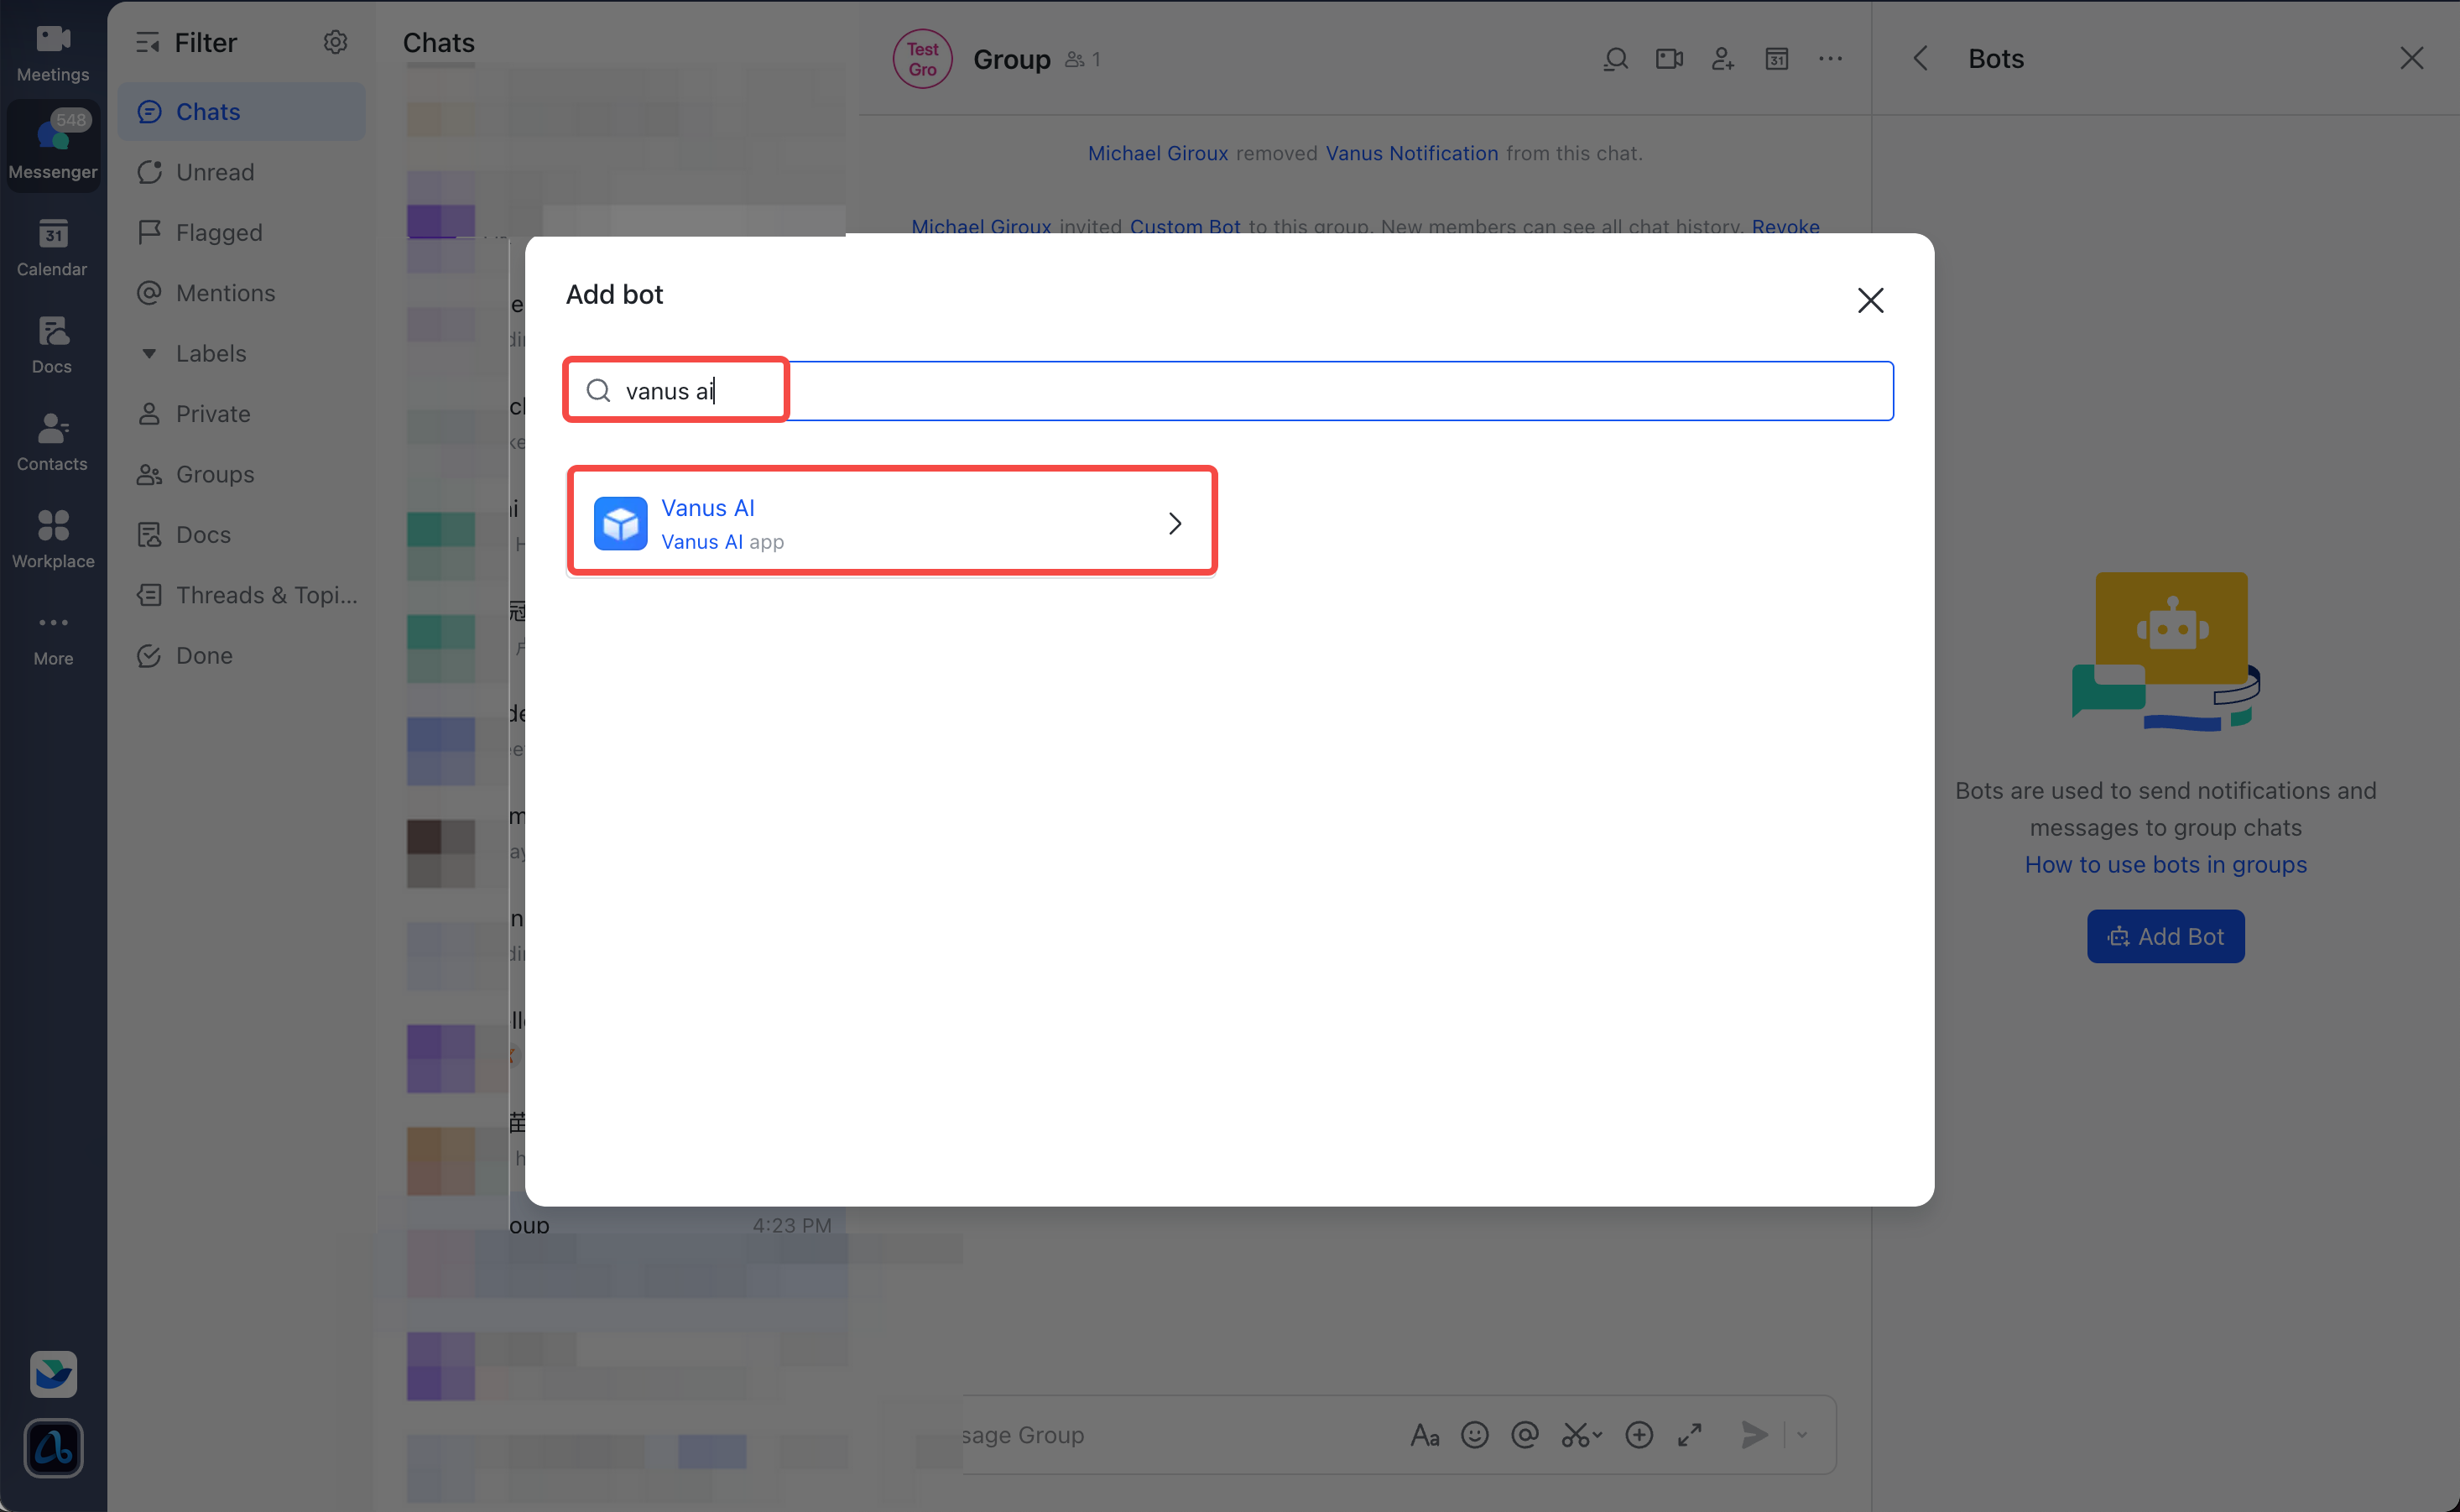 Meetings
548
Messenger
31
Calendar
Docs
Contacts
Workplace
More
Filter
Chats
Unread
Flagged
Mentions
Labels
Private
Groups
Docs
Threads & Topi...
Done
Chats
4:23 PM
Test
Gro
Group 1
31
Michael Giroux removed Vanus Notification from this chat.
Michael Giroux invited Custom Bot to this group. New members can see all chat history. Revoke
Add bot
vanus ai
Vanus AI
Vanus AI app
sage Group
Aa
Bots
Bots are used to send notifications and
messages to group chats
How to use bots in groups
Add Bot